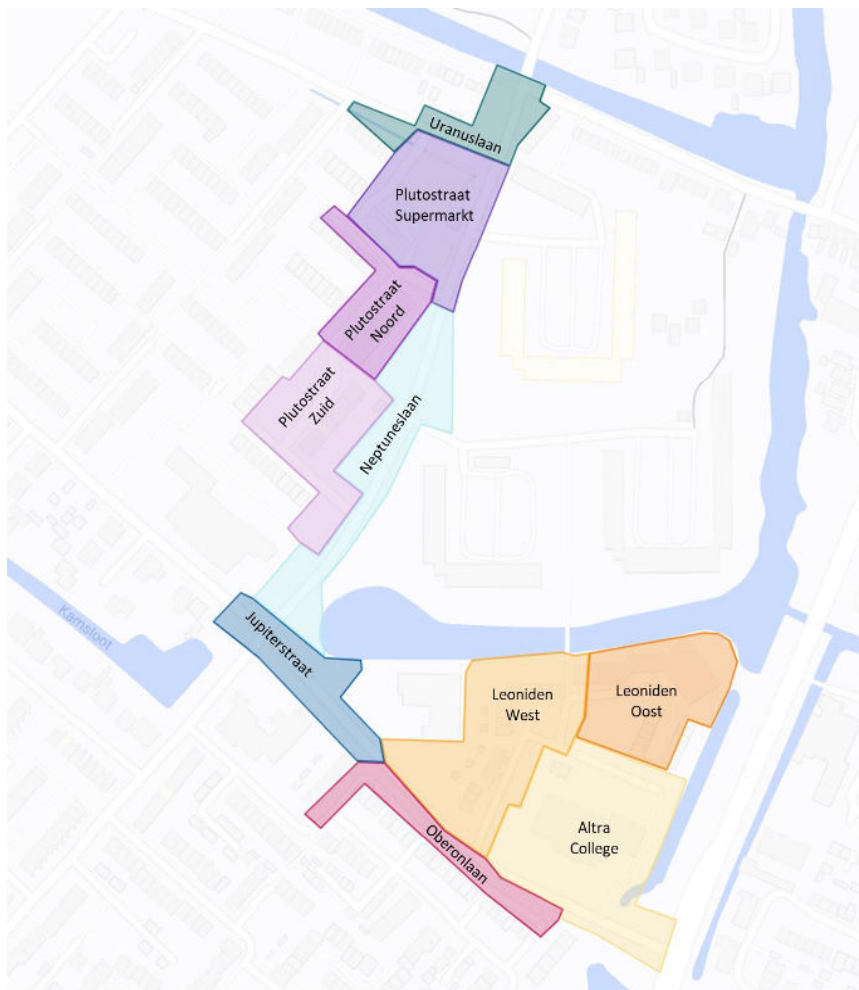 Uranuslaan
Plutostraat
Supermarkt
Plutostraat
Noord
Plutostraat
Zuid
Neptuneslaan
Kamsloot
Jupiterstraat
Leoniden
West
Leoniden
Oost
Altra
College
Oberonlaan